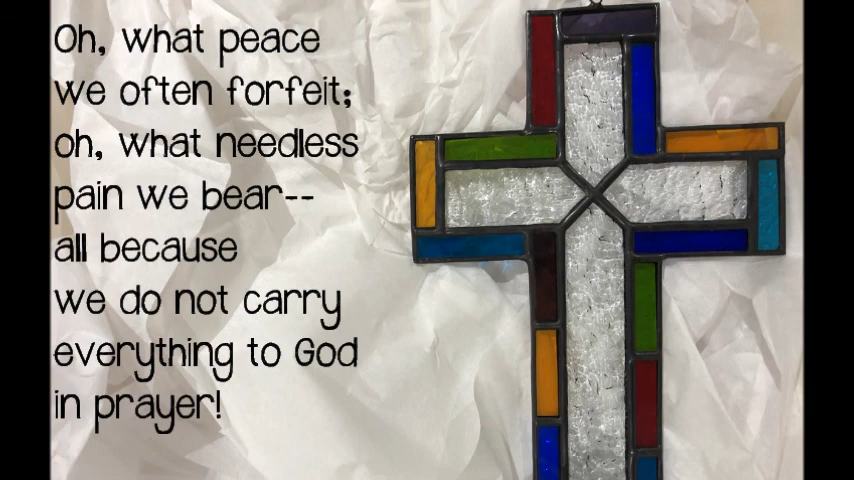 Oh, what peace
we often forfeit;
oh, what needless
pain we bear--
all because
we do not carry
everything to God
in prayer!